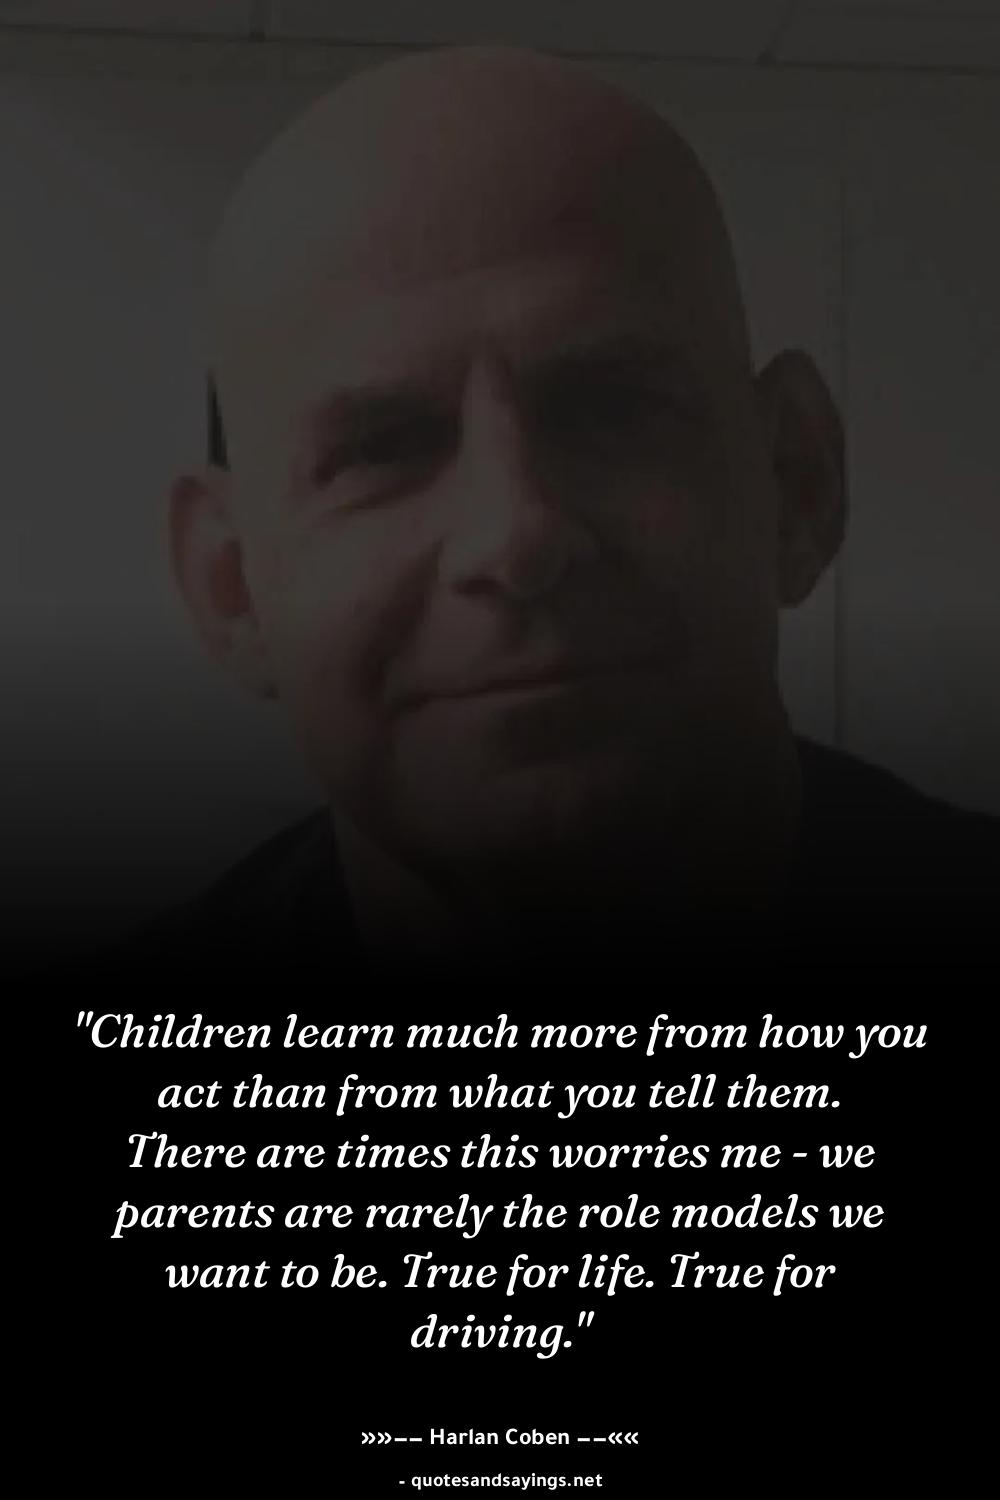 "Children learn much more from how you
act than from what you tell them.
There are times this worries me - we
parents are rarely the role models we
want to be. True for life. True for
driving."
»»–– Harlan Coben ––««
- quotesandsayings.net